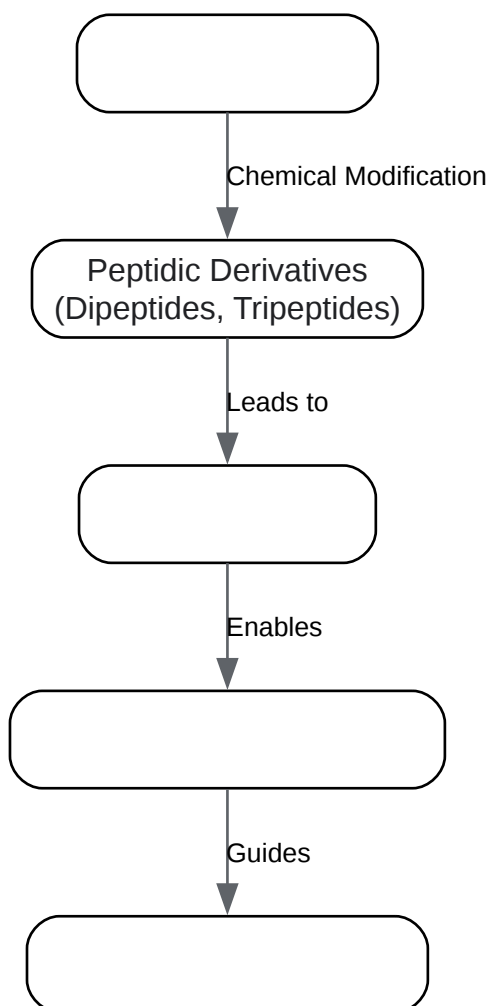 Chemical Modification
Peptidic Derivatives
(Dipeptides, Tripeptides)
Leads to
Enables
Guides